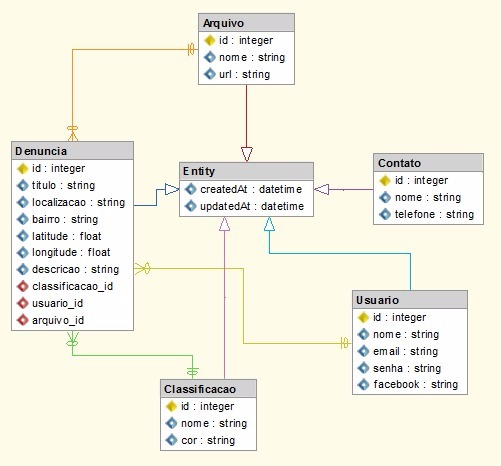 Arquivo
id : integer
nome : string
url : string
Denuncia
id : integer
titulo : string
localizacao : string
bairro : string
latitude : float
longitude : float
descricao : string
classificacao_id
usuario_id
arquivo_id
Entity
createdAt : datetime
updatedAt : datetime
Contato
id : integer
nome : string
telefone : string
Usuario
id : integer
nome : string
email : string
senha : string
facebook : string
Classificacao
id : integer
nome : string
cor : string